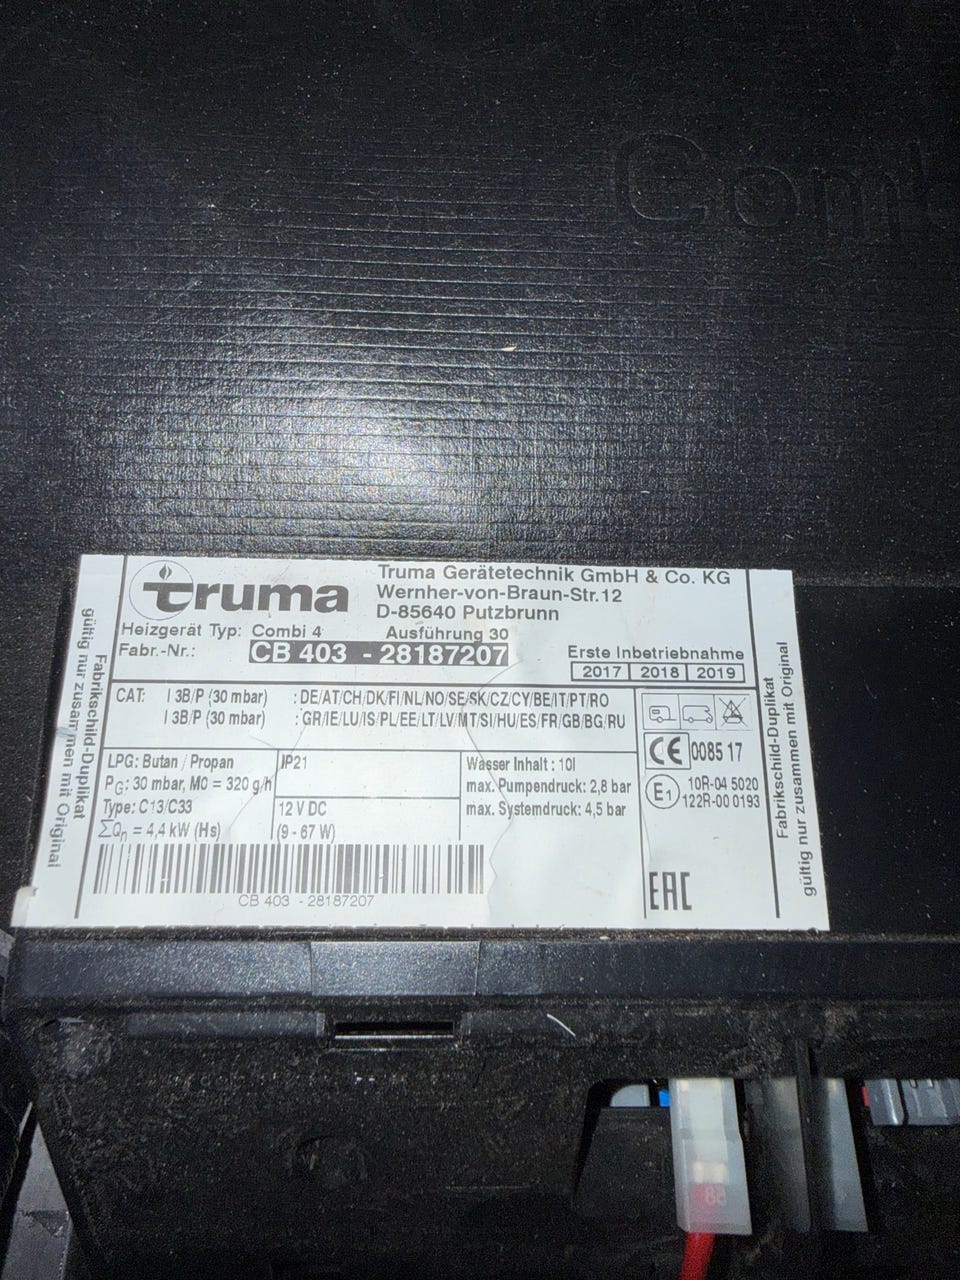 Comb
truma
Truma Gerätetechnik GmbH & Co. KG
Wernher-von-Braun-Str.12
D-85640 Putzbrunn
Heizgerät Typ: Combi 4 Ausführung 30
Fabr.-Nr.: CB 403 - 28187207
Erste Inbetriebnahme
2017 2018 2019
CAT: I 3B/P (30 mbar) : DE/AT/CH/DK/FI/NL/NO/SE/SK/CZ/CY/BE/IT/PT/RO
I 3B/P (30 mbar) : GR/IE/LU/IS/PL/EE/LT/LV/MT/SI/HU/ES/FR/GB/BG/RU
LPG: Butan / Propan
PG: 30 mbar, M0 = 320 g/h
Type: C13/C33
ΣQn = 4,4 kW (Hs)
IP21
12 V DC
(9 - 67 W)
Wasser Inhalt : 10l
max. Pumpendruck: 2,8 bar
max. Systemdruck: 4,5 bar
CE 0085 17
E1 10R-04 5020
122R-00 0193
EAC
CB 403 - 28187207
Fabrikschild-Duplikat
gültig nur zusammen mit Original
Fabrikschild-Duplikat
gültig nur zusammen mit Original